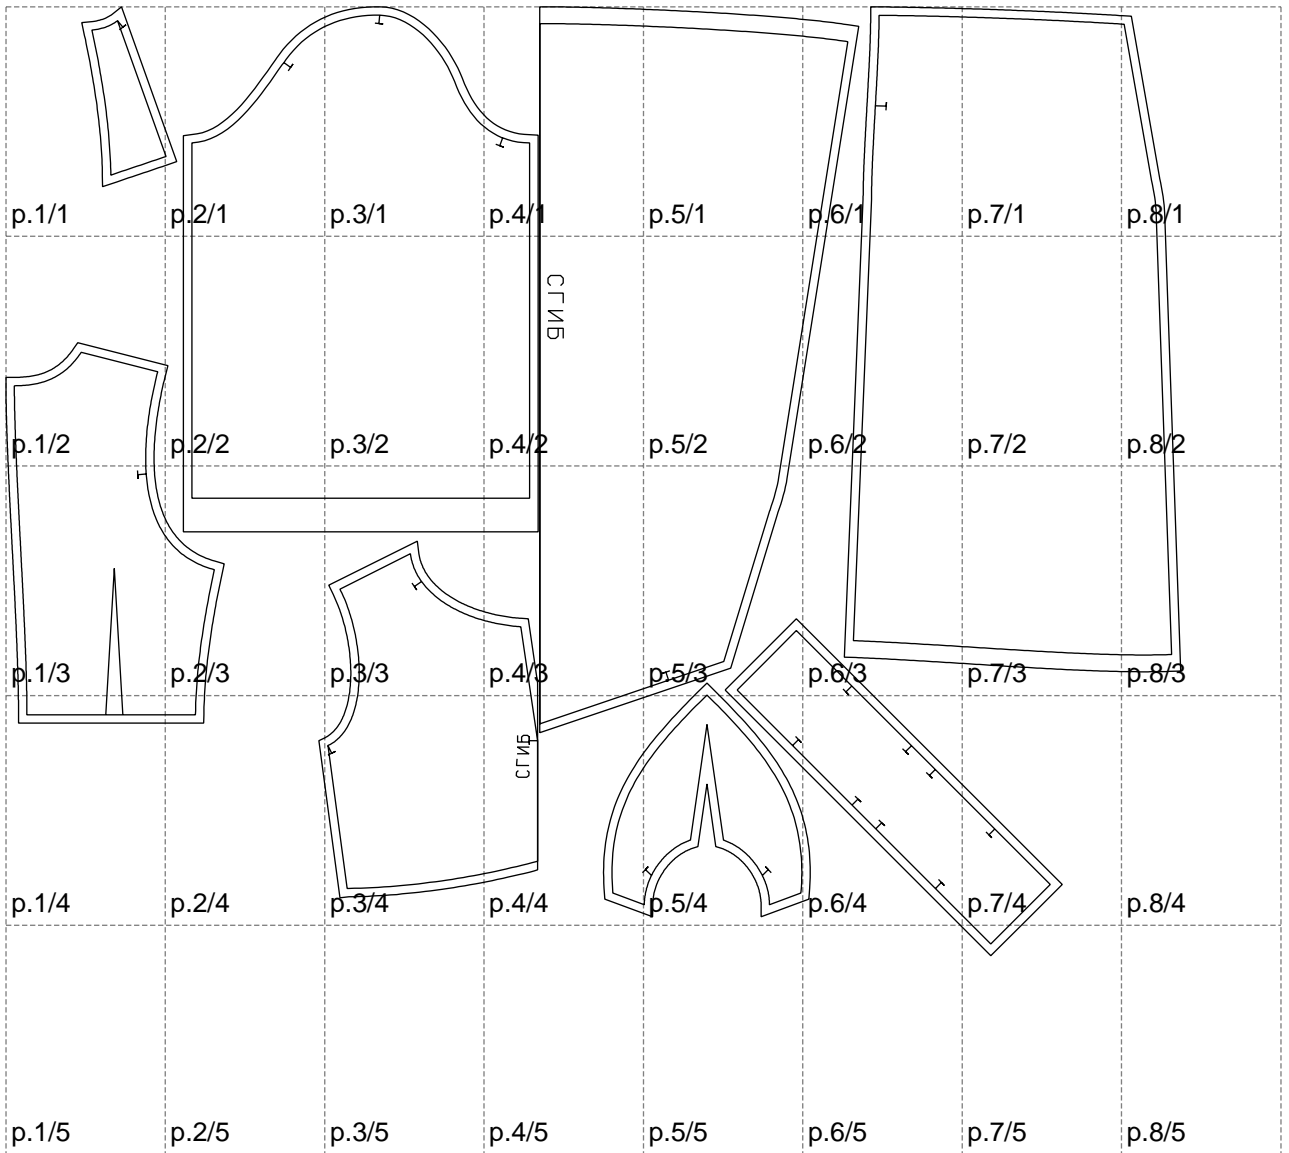 p.1/1 p.2/1 p.3/1 p.4/1 p.5/1 p.6/1 p.7/1 p.8/1
СГИБ
p.1/2 p.2/2 p.3/2 p.4/2 p.5/2 p.6/2 p.7/2 p.8/2
p.1/3 p.2/3 p.3/3 p.4/3 p.5/3 p.6/3 p.7/3 p.8/3
СГИБ
p.1/4 p.2/4 p.3/4 p.4/4 p.5/4 p.6/4 p.7/4 p.8/4
p.1/5 p.2/5 p.3/5 p.4/5 p.5/5 p.6/5 p.7/5 p.8/5